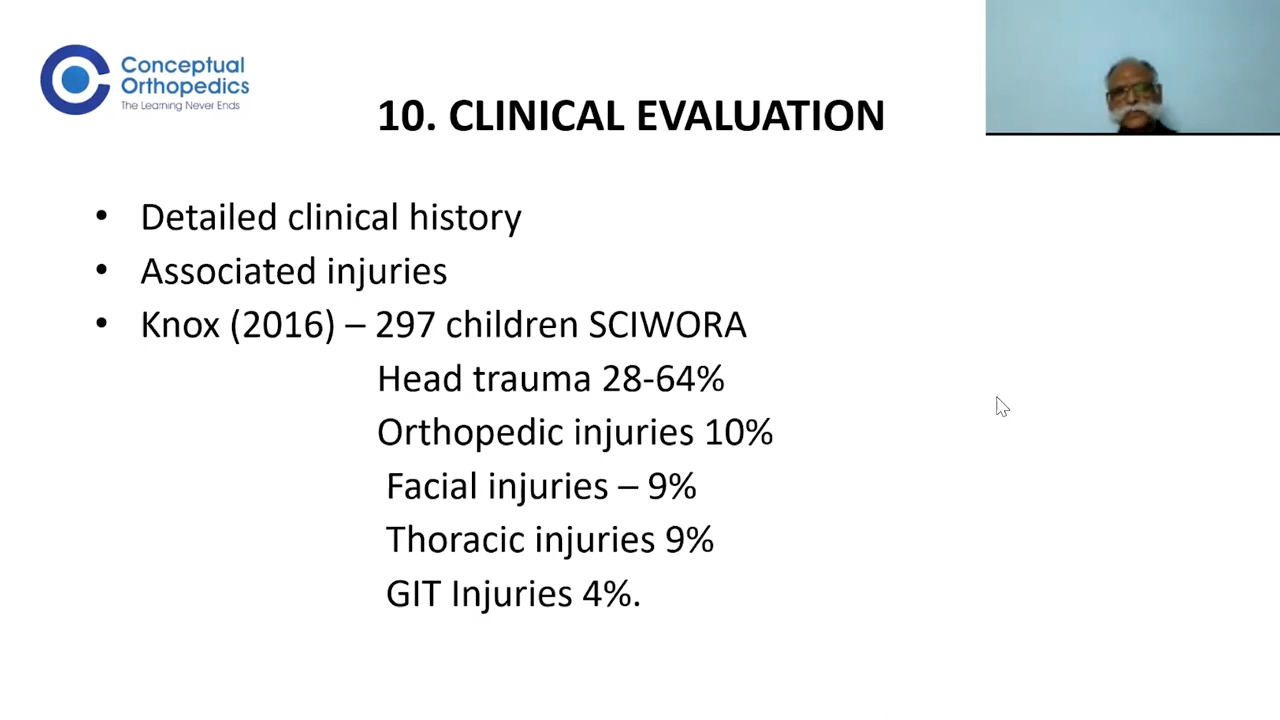 Conceptual
Orthopedics
The Learning Never Ends
10. CLINICAL EVALUATION
• Detailed clinical history
• Associated injuries
• Knox (2016) – 297 children SCIWORA
Head trauma 28-64%
Orthopedic injuries 10%
Facial injuries – 9%
Thoracic injuries 9%
GIT Injuries 4%.